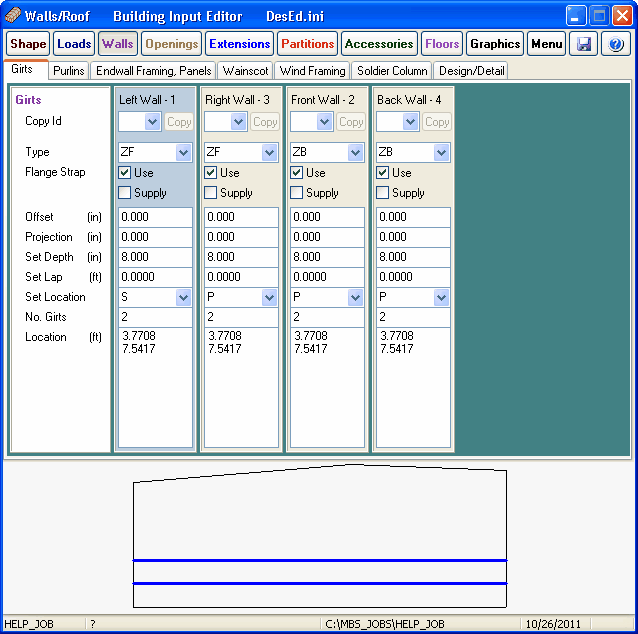 Walls/Roof Building Input Editor DesEd.ini
Shape Loads Walls Openings Extensions Partitions Accessories Floors Graphics Menu ?
Girts Purlins Endwall Framing, Panels Wainscot Wind Framing Soldier Column Design/Detail
Girts Left Wall - 1 Right Wall - 3 Front Wall - 2 Back Wall - 4
Copy Id Copy Copy Copy Copy
Type ZF ZF ZB ZB
Flange Strap Use Use Use Use
Supply Supply Supply Supply
Offset (in) 0.000 0.000 0.000 0.000
Projection (in) 0.000 0.000 0.000 0.000
Set Depth (in) 8.000 8.000 8.000 8.000
Set Lap (ft) 0.0000 0.0000 0.0000 0.0000
Set Location S P P P
No. Girts 2 2 2 2
Location (ft) 3.7708 3.7708 3.7708 3.7708
7.5417 7.5417 7.5417 7.5417
HELP_JOB ? C:\MBS_JOBS\HELP_JOB 10/26/2011